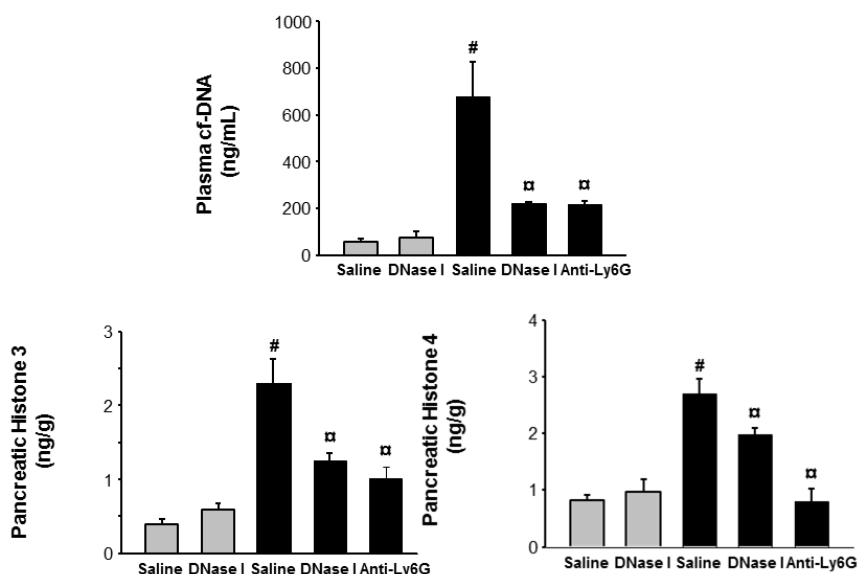 Plasma cf-DNA
(ng/mL)
1000
800
600
400
200
0
#
¤ ¤
Saline DNase I Saline DNase I Anti-Ly6G
Pancreatic Histone 3
(ng/g)
3
2
1
0
#
¤
¤
Saline DNase I Saline DNase I Anti-Ly6G
Pancreatic Histone 4
(ng/g)
4
3
2
1
0
#
¤
¤
Saline DNase I Saline DNase I Anti-Ly6G